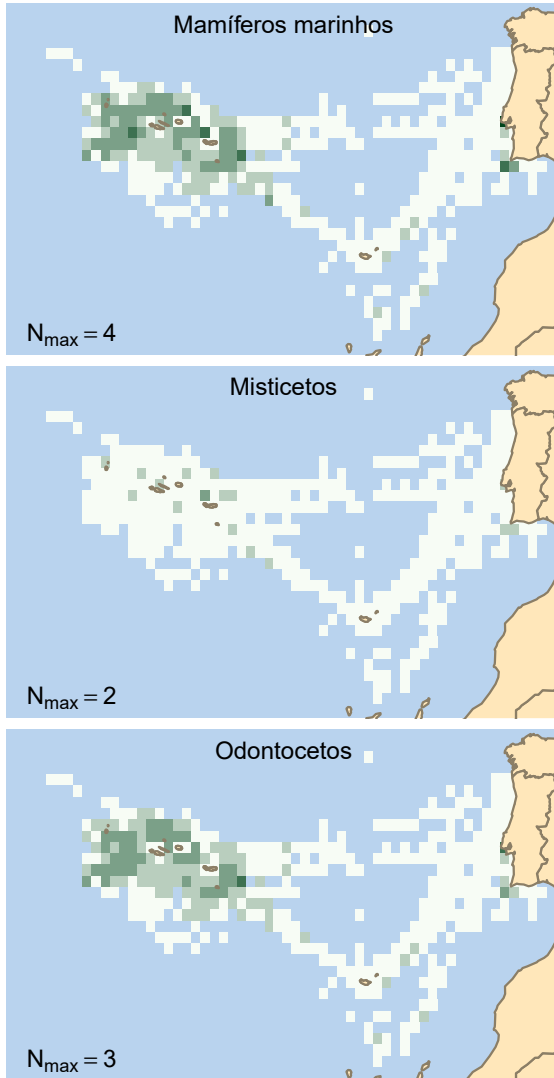 Mamíferos marinhos
Nmax = 4
Misticetos
Nmax = 2
Odontocetos
Nmax = 3